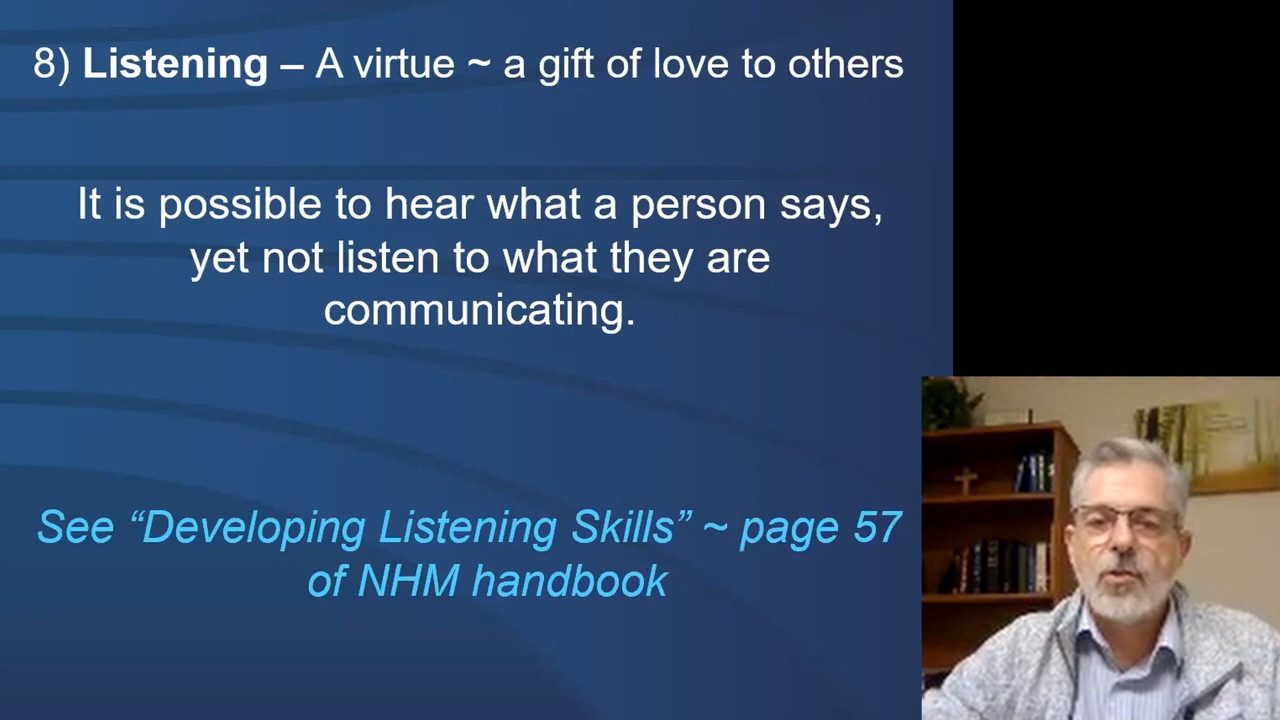 8) Listening – A virtue ~ a gift of love to others
It is possible to hear what a person says,
yet not listen to what they are
communicating.
See “Developing Listening Skills” ~ page 57
of NHM handbook